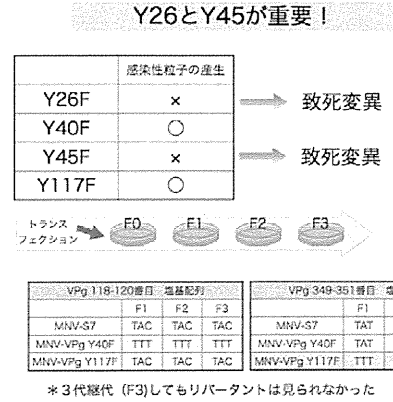 Y26とY45が重要！
感染性粒子の産生
Y26F × 致死変異
Y40F ○
Y45F × 致死変異
Y117F ○
トランス
フェクション
F0 F1 F2 F3
VPg 118-120番目 塩基配列
F1 F2 F3
MNV-S7 TAC TAC TAC
MNV-VPg Y40F TTT TTT TTT
MNV-VPg Y117F TAC TAC TAC
VPg 349-351番目
F1
MNV-S7 TAT
MNV-VPg Y40F TAT
MNV-VPg Y117F TTT
＊３代継代（F3)してもリバータントは見られなかった